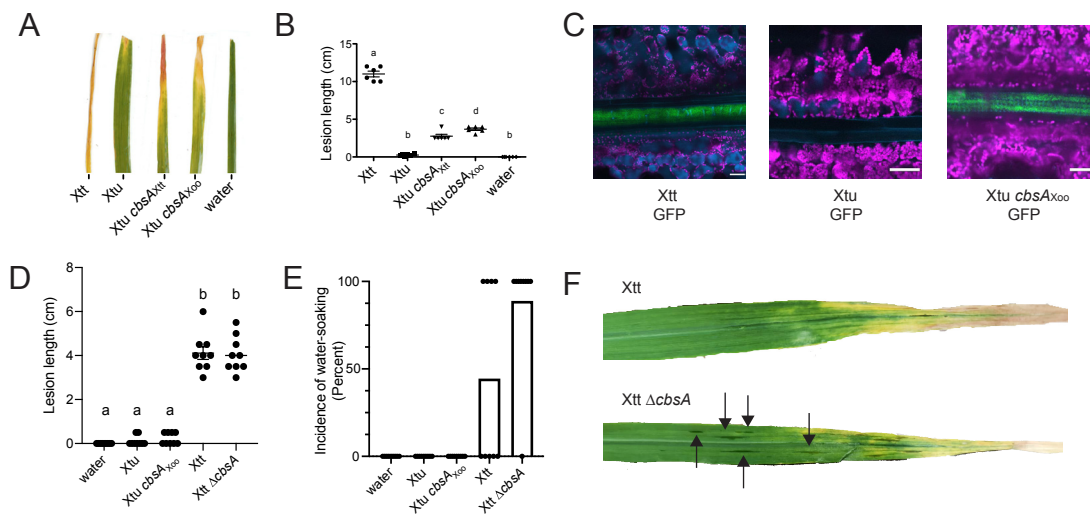 A
Xtt
Xtu
Xtu cbsAXtt
Xtu cbsAXoo
water
B
Lesion length (cm)
15
10
5
0
a
b
c
d
b
Xtt
Xtu
Xtu cbsAXtt
Xtu cbsAXoo
water
C
Xtt
GFP
Xtu
GFP
Xtu cbsAXoo
GFP
D
Lesion length (cm)
8
6
4
2
0
a
a
a
b
b
water
Xtu
Xtu cbsAXoo
Xtt
Xtt ΔcbsA
E
Incidence of water-soaking
(Percent)
100
50
0
water
Xtu
Xtu cbsAXoo
Xtt
Xtt ΔcbsA
F
Xtt
Xtt ΔcbsA